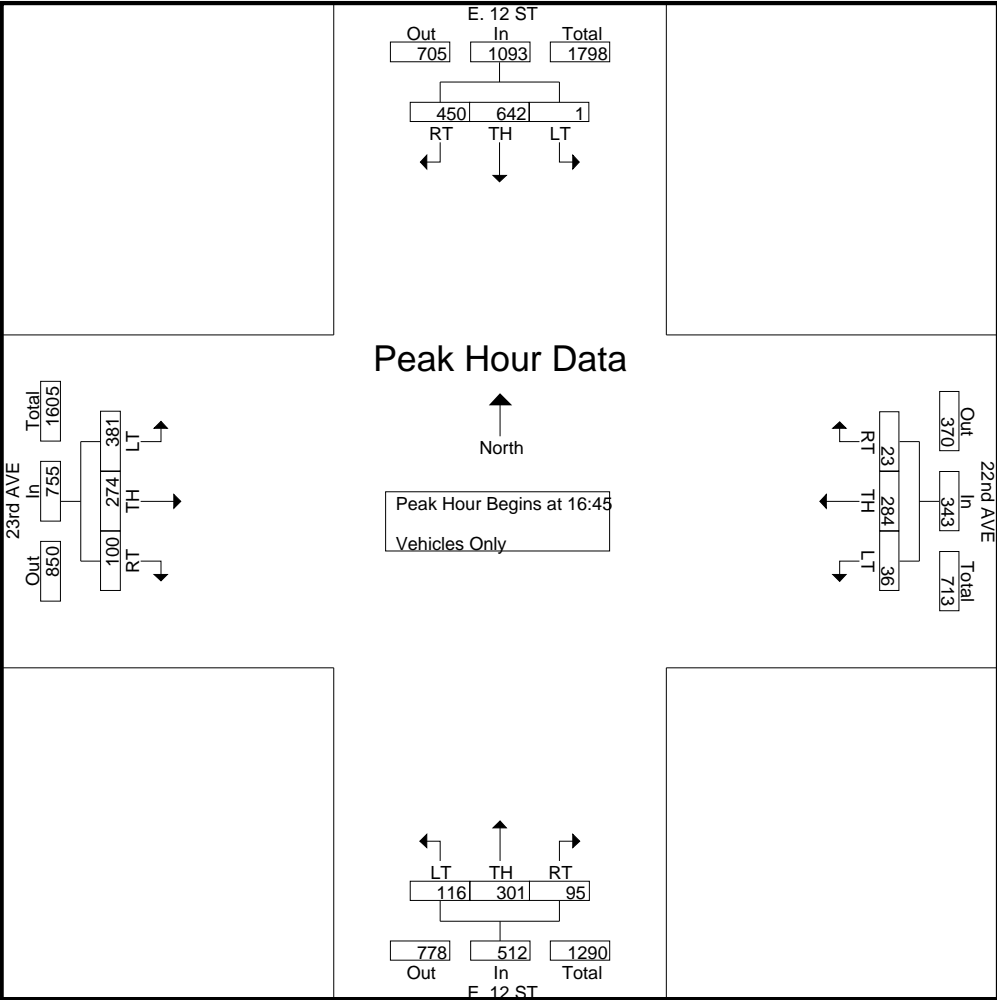 E. 12 ST
Out In Total
705 1093 1798
450 642 1
RT TH LT
Peak Hour Data
North
Peak Hour Begins at 16:45
Vehicles Only
23rd AVE
Total In Out
1605 755 850
381 274 100
LT TH RT
22nd AVE
Out In Total
370 343 713
23 284 36
RT TH LT
LT TH RT
116 301 95
778 512 1290
Out In Total
E. 12 ST